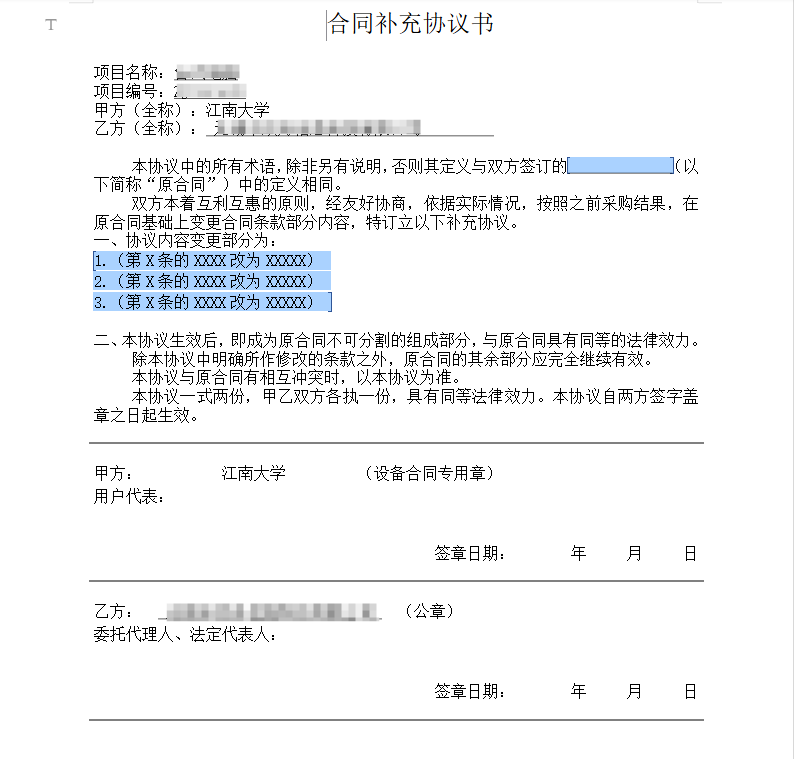 合同补充协议书
项目名称：
项目编号：
甲方（全称）：江南大学
乙方（全称）：
本协议中的所有术语，除非另有说明，否则其定义与双方签订的（以
下简称“原合同”）中的定义相同。
双方本着互利互惠的原则，经友好协商，依据实际情况，按照之前采购结果，在
原合同基础上变更合同条款部分内容，特订立以下补充协议。
一、协议内容变更部分为：
1.（第 X 条的 XXXX 改为 XXXXX）
2.（第 X 条的 XXXX 改为 XXXXX）
3.（第 X 条的 XXXX 改为 XXXXX）
二、本协议生效后，即成为原合同不可分割的组成部分，与原合同具有同等的法律效力。
除本协议中明确所作修改的条款之外，原合同的其余部分应完全继续有效。
本协议与原合同有相互冲突时，以本协议为准。
本协议一式两份，甲乙双方各执一份，具有同等法律效力。本协议自两方签字盖
章之日起生效。
甲方： 江南大学 （设备合同专用章）
用户代表：
签章日期： 年 月 日
乙方： （公章）
委托代理人、法定代表人：
签章日期： 年 月 日